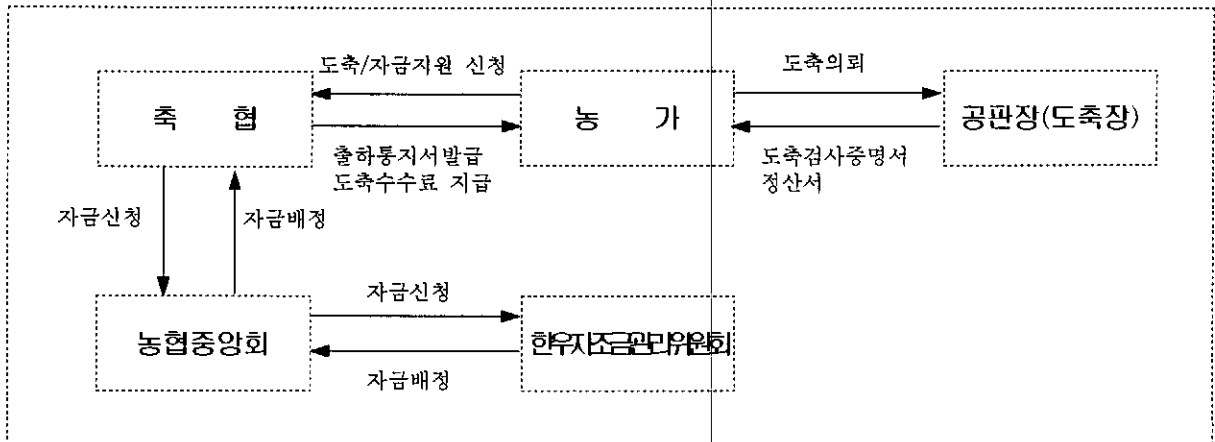 도축/자금지원 신청
도축의뢰
축 협
농 가
공판장(도축장)
출하통지서발급
도축수수료 지급
도축검사증명서
정산서
자금신청
자금배정
자금신청
농협중앙회
한우자조금관리위원회
자금배정